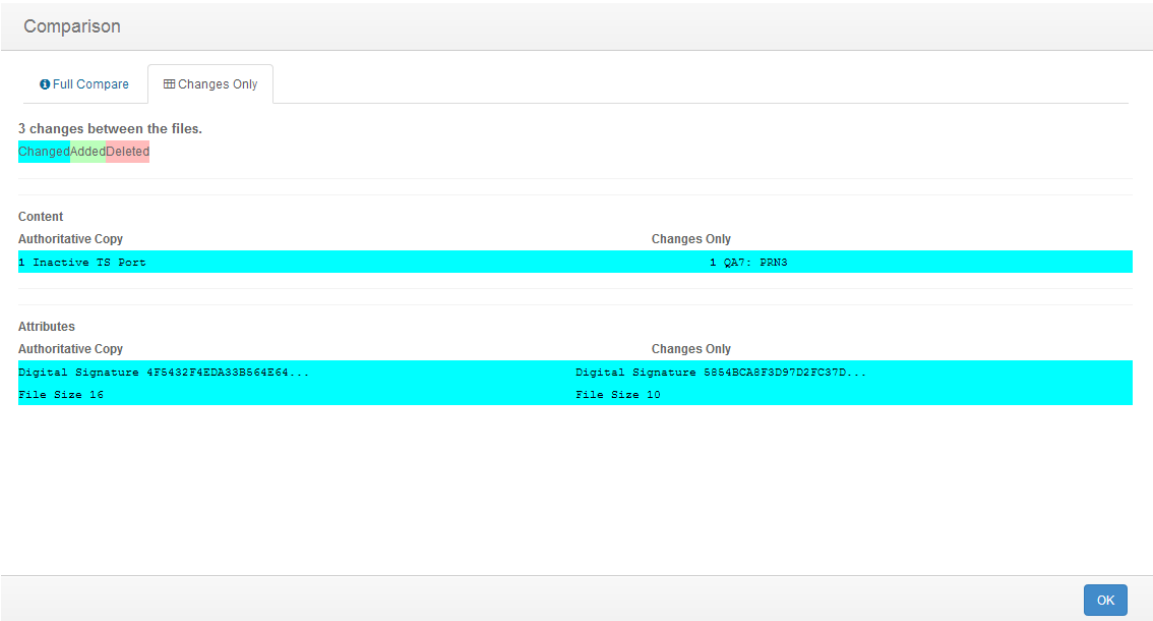 Comparison
Full Compare Changes Only
3 changes between the files.
ChangedAddedDeleted
Content
Authoritative Copy Changes Only
1 Inactive TS Port 1 QA7: PRN3
Attributes
Authoritative Copy Changes Only
Digital Signature 4F5432F4EDA33B564E64... Digital Signature 5854BCA8F3D97D2FC37D...
File Size 16 File Size 10
OK